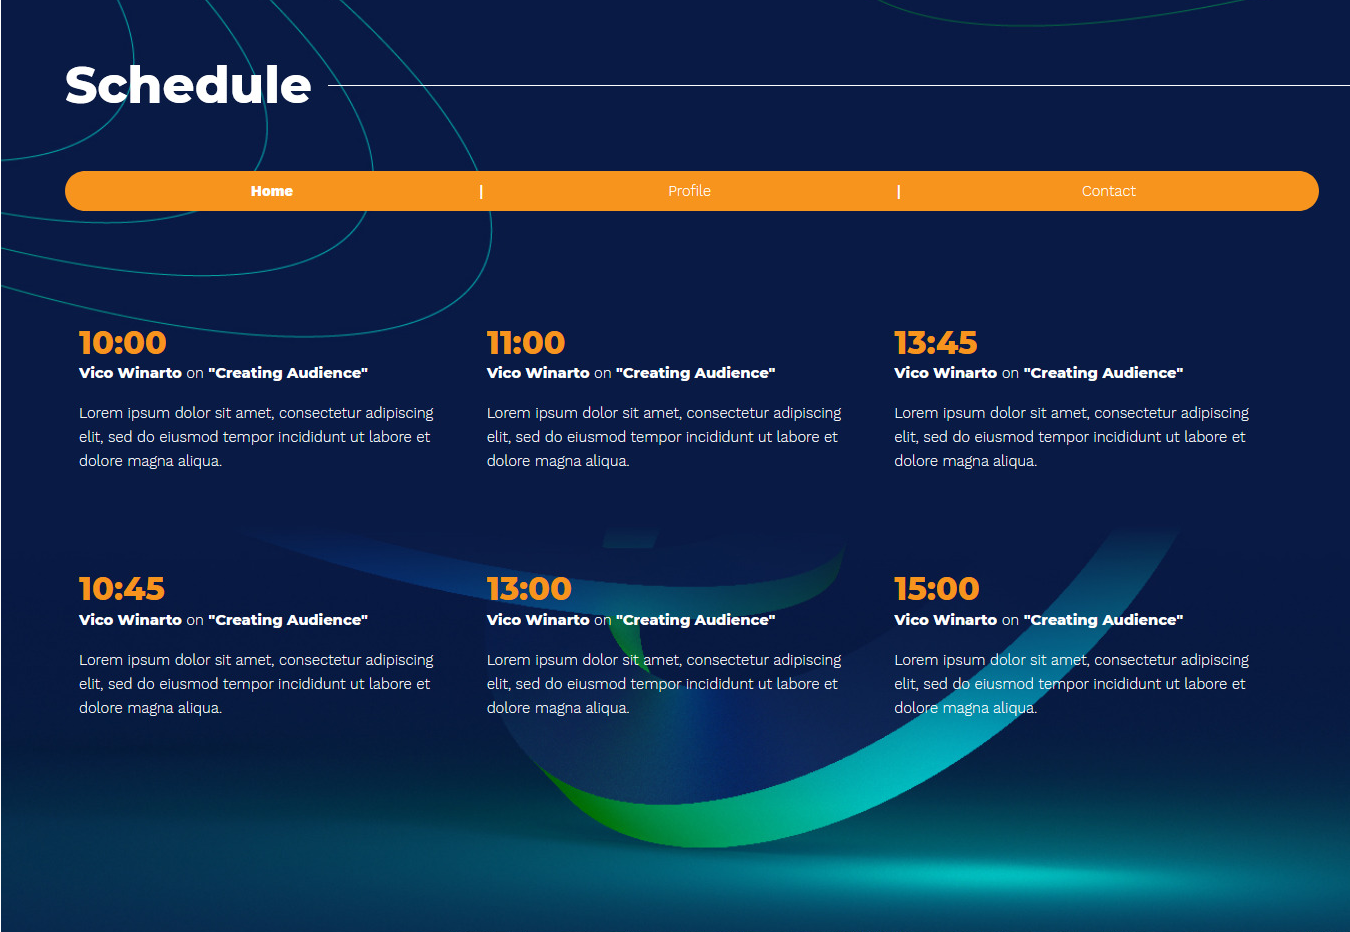 Schedule
Home | Profile | Contact
10:00
Vico Winarto on "Creating Audience"
Lorem ipsum dolor sit amet, consectetur adipiscing
elit, sed do eiusmod tempor incididunt ut labore et
dolore magna aliqua.
11:00
Vico Winarto on "Creating Audience"
Lorem ipsum dolor sit amet, consectetur adipiscing
elit, sed do eiusmod tempor incididunt ut labore et
dolore magna aliqua.
13:45
Vico Winarto on "Creating Audience"
Lorem ipsum dolor sit amet, consectetur adipiscing
elit, sed do eiusmod tempor incididunt ut labore et
dolore magna aliqua.
10:45
Vico Winarto on "Creating Audience"
Lorem ipsum dolor sit amet, consectetur adipiscing
elit, sed do eiusmod tempor incididunt ut labore et
dolore magna aliqua.
13:00
Vico Winarto on "Creating Audience"
Lorem ipsum dolor sit amet, consectetur adipiscing
elit, sed do eiusmod tempor incididunt ut labore et
dolore magna aliqua.
15:00
Vico Winarto on "Creating Audience"
Lorem ipsum dolor sit amet, consectetur adipiscing
elit, sed do eiusmod tempor incididunt ut labore et
dolore magna aliqua.